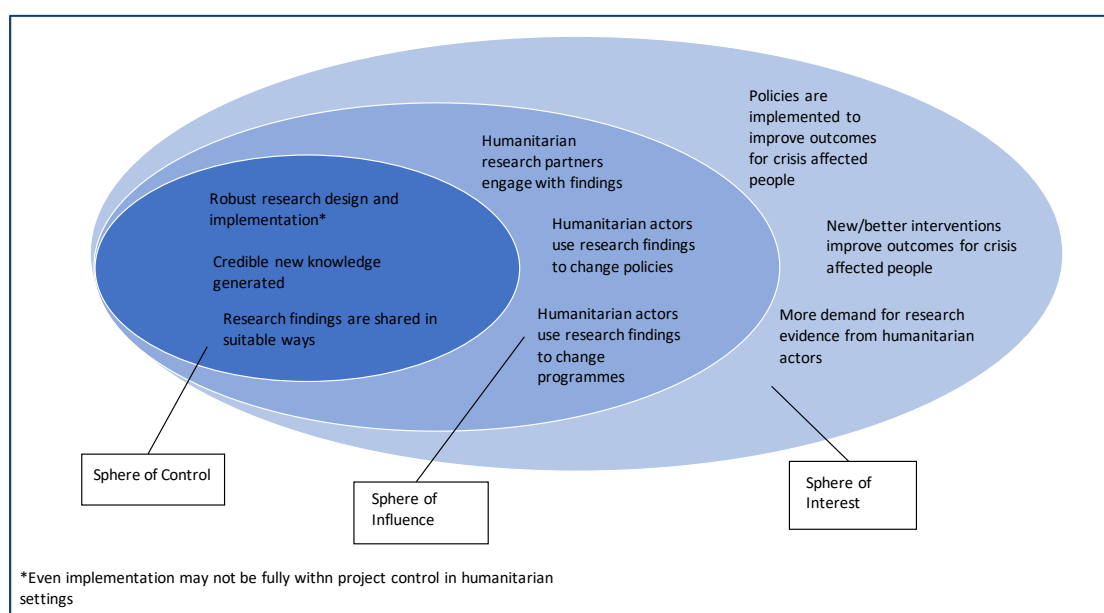 Robust research design and
implementation*
Credible new knowledge
generated
Research findings are shared in
suitable ways
Humanitarian
research partners
engage with findings
Humanitarian actors
use research findings
to change policies
Humanitarian actors
use research findings
to change
programmes
Policies are
implemented to
improve outcomes
for crisis affected
people
New/better interventions
improve outcomes for crisis
affected people
More demand for research
evidence from humanitarian
actors
Sphere of Control
Sphere of
Influence
Sphere of
Interest
*Even implementation may not be fully withn project control in humanitarian
settings